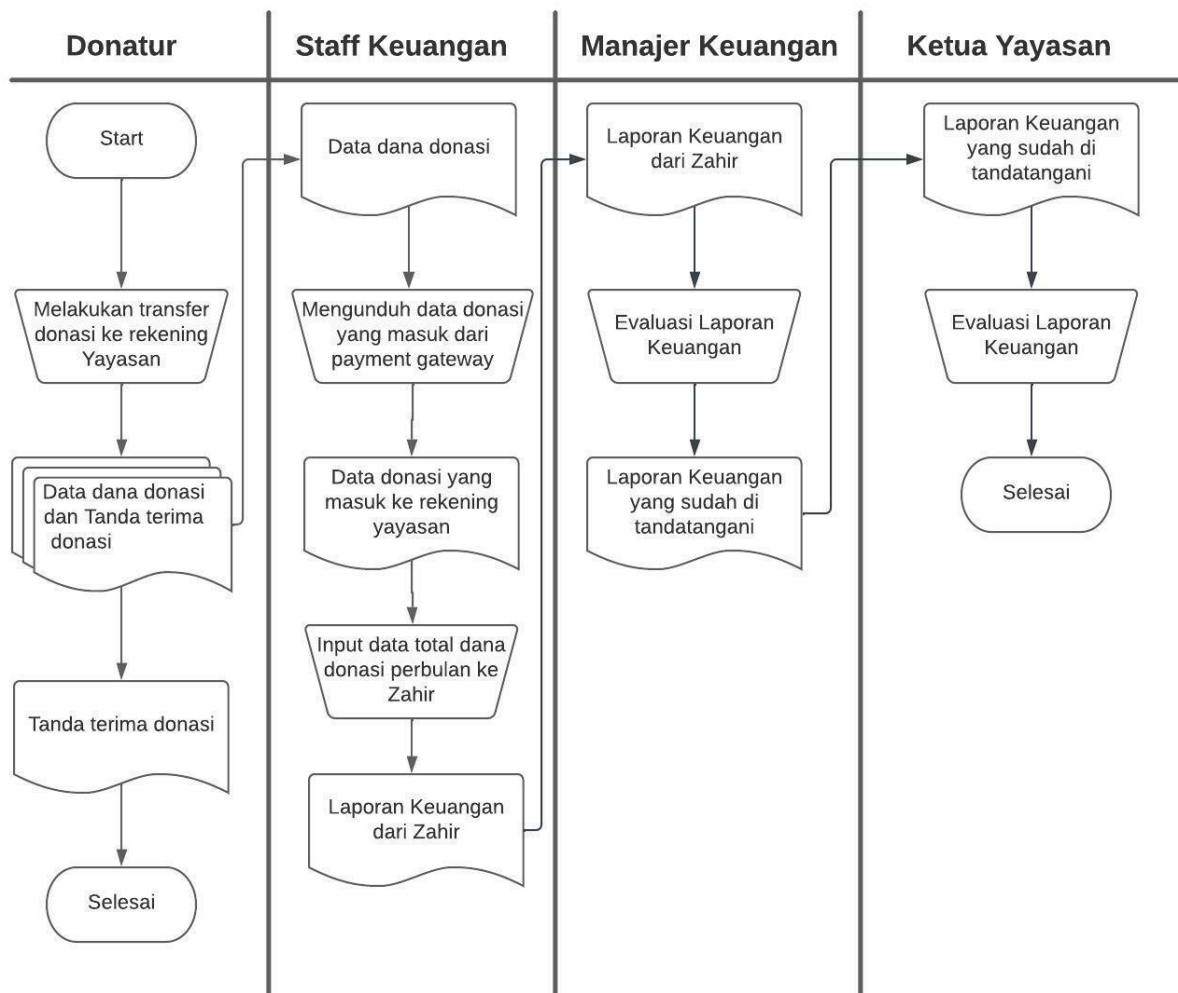 Donatur
Staff Keuangan
Manajer Keuangan
Ketua Yayasan
Start
Melakukan transfer
donasi ke rekening
Yayasan
Data dana donasi
dan Tanda terima
donasi
Tanda terima donasi
Selesai
Data dana donasi
Mengunduh data donasi
yang masuk dari
payment gateway
Data donasi yang
masuk ke rekening
yayasan
Input data total dana
donasi perbulan ke
Zahir
Laporan Keuangan
dari Zahir
Laporan Keuangan
dari Zahir
Evaluasi Laporan
Keuangan
Laporan Keuangan
yang sudah di
tandatangani
Laporan Keuangan
yang sudah di
tandatangani
Evaluasi Laporan
Keuangan
Selesai